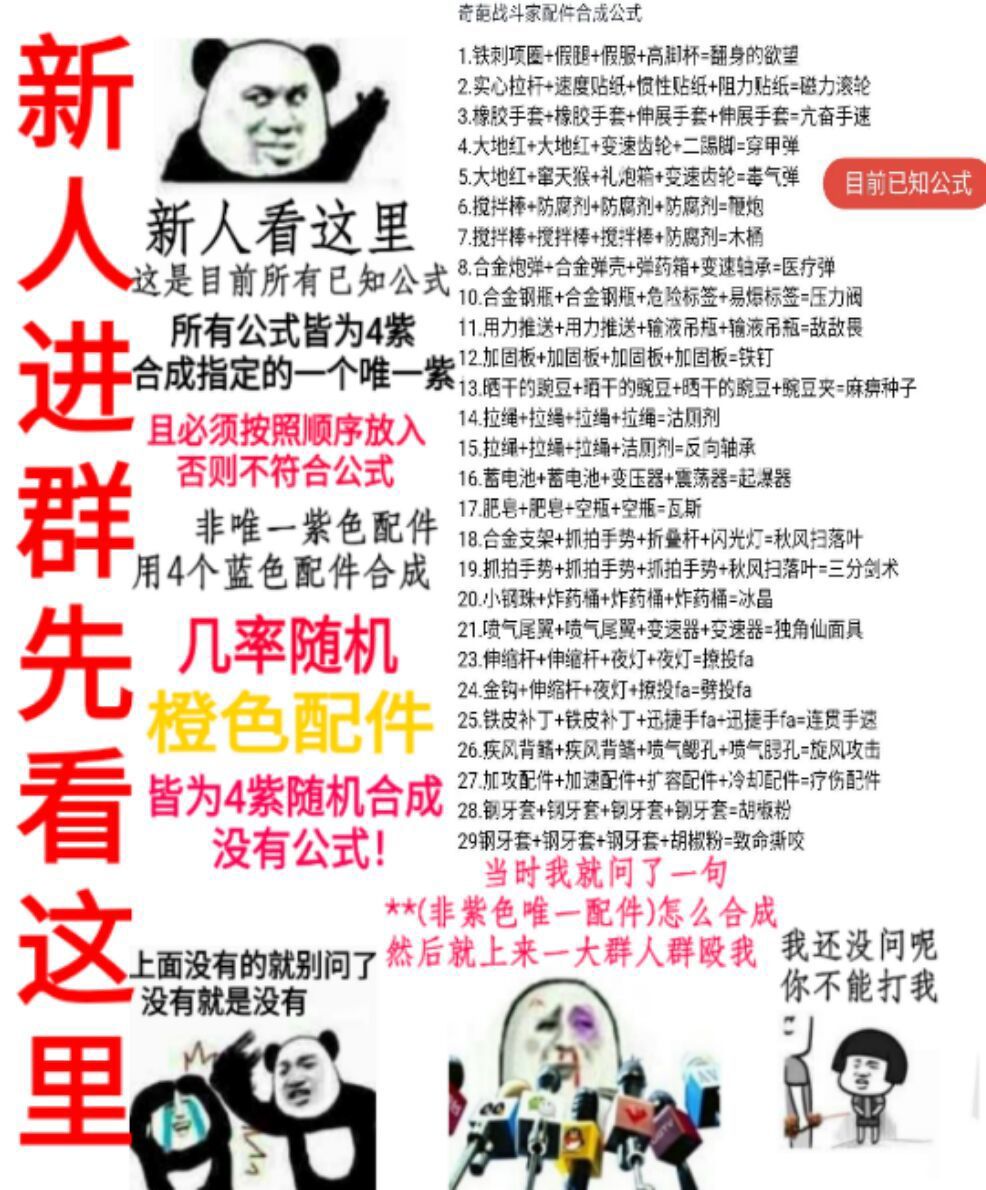 新人进群先看这里
新人看这里
这是目前所有已知公式
所有公式皆为4紫
合成指定的一个唯一紫
且必须按照顺序放入
否则不符合公式
非唯一紫色配件
用4个蓝色配件合成
几率随机
橙色配件
皆为4紫随机合成
没有公式!
奇葩战斗家配件合成公式
1.铁刺项圈+假腿+假服+高脚杯=翻身的欲望
2.实心拉杆+速度贴纸+惯性贴纸+阻力贴纸=磁力滚轮
3.橡胶手套+橡胶手套+伸展手套+伸展手套=亢奋手速
4.大地红+大地红+变速齿轮+二踢脚=穿甲弹
5.大地红+窜天猴+礼炮箱+变速齿轮=毒气弹
目前已知公式
6.搅拌棒+防腐剂+防腐剂+防腐剂=鞭炮
7.搅拌棒+搅拌棒+搅拌棒+防腐剂=木桶
8.合金炮弹+合金弹壳+弹药箱+变速轴承=医疗弹
10.合金钢瓶+合金钢瓶+危险标签+易爆标签=压力阀
11.用力推送+用力推送+输液吊瓶+输液吊瓶=敌敌畏
12.加固板+加固板+加固板+加固板=铁钉
13.晒干的豌豆+晒干的豌豆+晒干的豌豆+豌豆夹=麻痹种子
14.拉绳+拉绳+拉绳+拉绳=洁厕剂
15.拉绳+拉绳+拉绳+洁厕剂=反向轴承
16.蓄电池+蓄电池+变压器+震荡器=起爆器
17.肥皂+肥皂+空瓶+空瓶=瓦斯
18.合金支架+抓拍手势+折叠杆+闪光灯=秋风扫落叶
19.抓拍手势+抓拍手势+抓拍手势+秋风扫落叶=三分剑术
20.小钢珠+炸药桶+炸药桶+炸药桶=冰晶
21.喷气尾翼+喷气尾翼+变速器+变速器=独角仙面具
23.伸缩杆+伸缩杆+夜灯+夜灯=撩投fa
24.金钩+伸缩杆+夜灯+撩投fa=劈投fa
25.铁皮补丁+铁皮补丁+迅捷手fa+迅捷手fa=连贯手速
26.疾风背鳍+疾风背鳍+喷气鳃孔+喷气腮孔=旋风攻击
27.加攻配件+加速配件+扩容配件+冷却配件=疗伤配件
28.钢牙套+钢牙套+钢牙套+钢牙套=胡椒粉
29钢牙套+钢牙套+钢牙套+胡椒粉=致命撕咬
当时我就问了一句
**(非紫色唯一配件)怎么合成
然后就上来一大群人群殴我
上面没有的就别问了
没有就是没有
我还没问呢
你不能打我